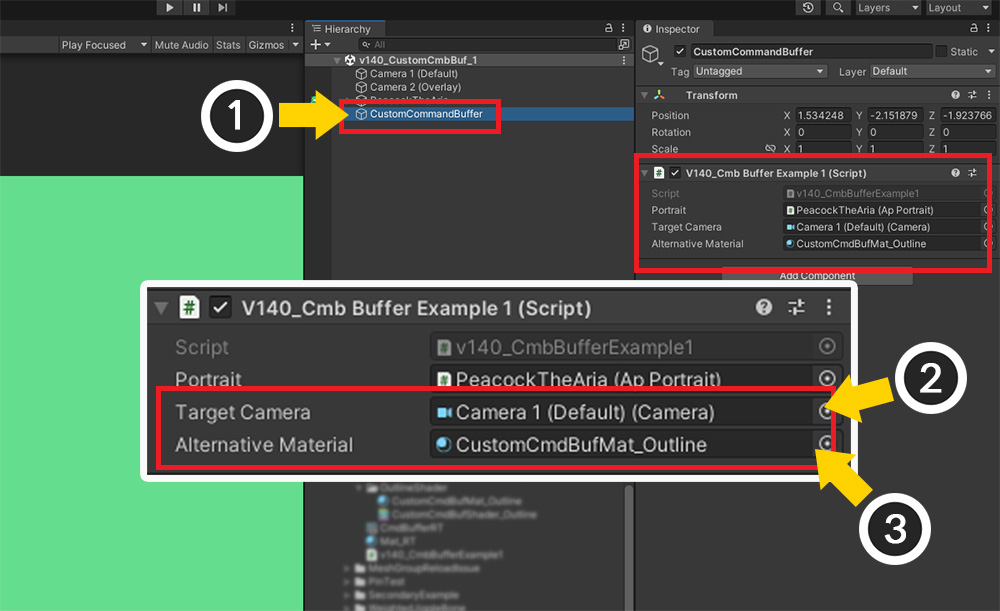 Layers
Layout
Play Focused
Mute Audio
Stats
Gizmos
Hierarchy
All
v140_CustomCmbBuf_1
Camera 1 (Default)
Camera 2 (Overlay)
PeacockTheAria
CustomCommandBuffer
1
Inspector
CustomCommandBuffer
Static
Tag Untagged
Layer Default
Transform
Position X 1.534248 Y -2.151879 Z -1.923766
Rotation X 0 Y 0 Z 0
Scale X 1 Y 1 Z 1
# V140_Cmb Buffer Example 1 (Script)
Script # v140_CmbBufferExample1
Portrait # PeacockTheAria (Ap Portrait)
Target Camera Camera 1 (Default) (Camera)
Alternative Material CustomCmdBufMat_Outline
Add Component
# V140_Cmb Buffer Example 1 (Script)
Script # v140_CmbBufferExample1
Portrait # PeacockTheAria (Ap Portrait)
Target Camera Camera 1 (Default) (Camera)
Alternative Material CustomCmdBufMat_Outline
2
3
OutlineShader
CustomCmdBufMat_Outline
CustomCmdBufShader_Outline
CmdBufferRT
Mat_RT
v140_CmbBufferExample1
MeshGroupReloadIssue
PinTest
SecondaryExample
WeightedJiggleBone